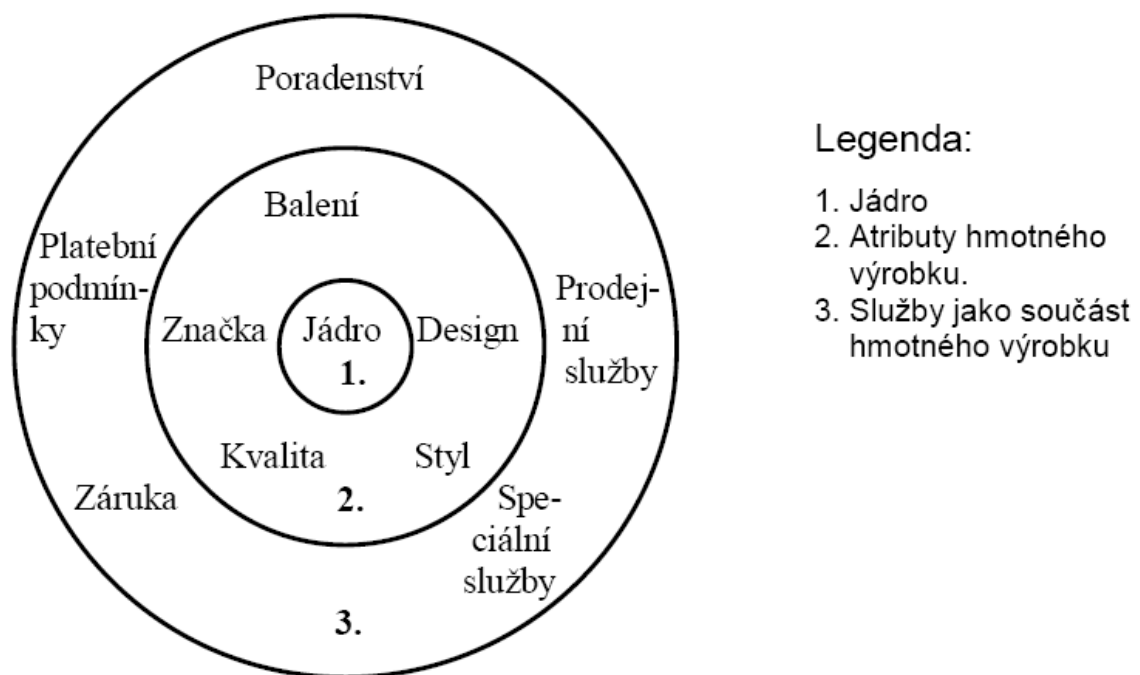 Poradenství
Balení
Platební
podmín-
ky
Značka
Jádro
1.
Design
Prodej-
ní
služby
Kvalita
Styl
2.
Záruka
Spe-
ciální
služby
3.
Legenda:
1. Jádro
2. Atributy hmotného
výrobku.
3. Služby jako součást
hmotného výrobku